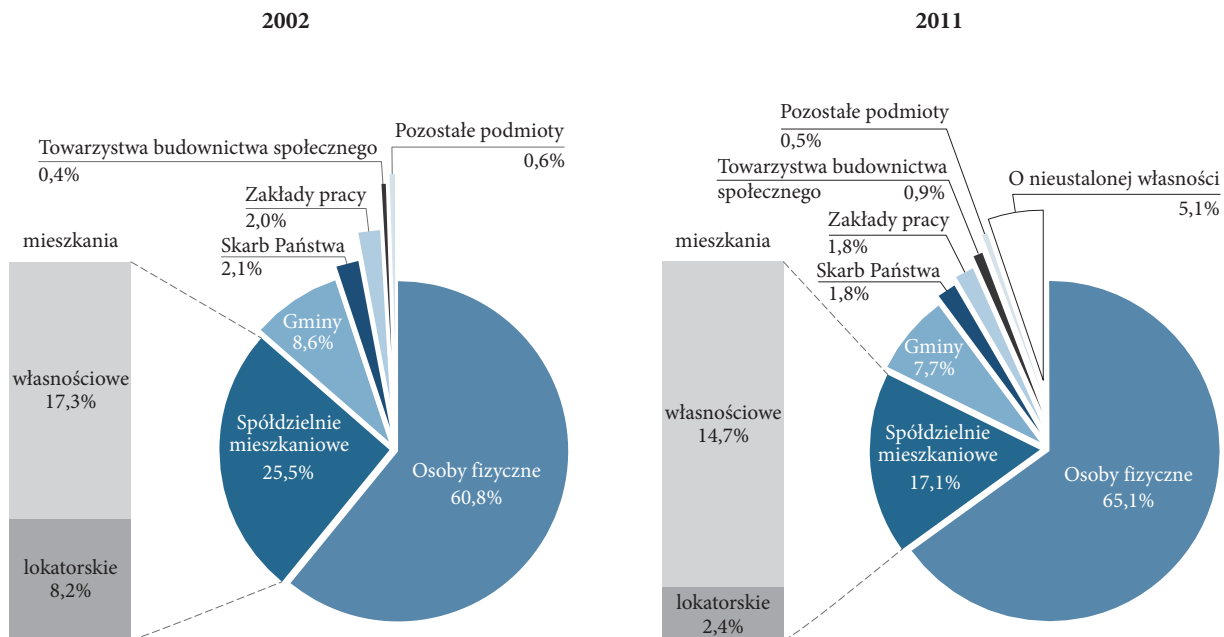 2002
Pozostałe podmioty
0,6%
Towarzystwa budownictwa społecznego
0,4%
Zakłady pracy
2,0%
Skarb Państwa
2,1%
mieszkania
Gminy
8,6%
własnościowe
17,3%
Spółdzielnie
mieszkaniowe
25,5%
Osoby fizyczne
60,8%
lokatorskie
8,2%
2011
Pozostałe podmioty
0,5%
Towarzystwa budownictwa
społecznego
0,9%
O nieustalonej własności
5,1%
Zakłady pracy
1,8%
mieszkania
Skarb Państwa
1,8%
Gminy
7,7%
własnościowe
14,7%
Spółdzielnie
mieszkaniowe
17,1%
Osoby fizyczne
65,1%
lokatorskie
2,4%